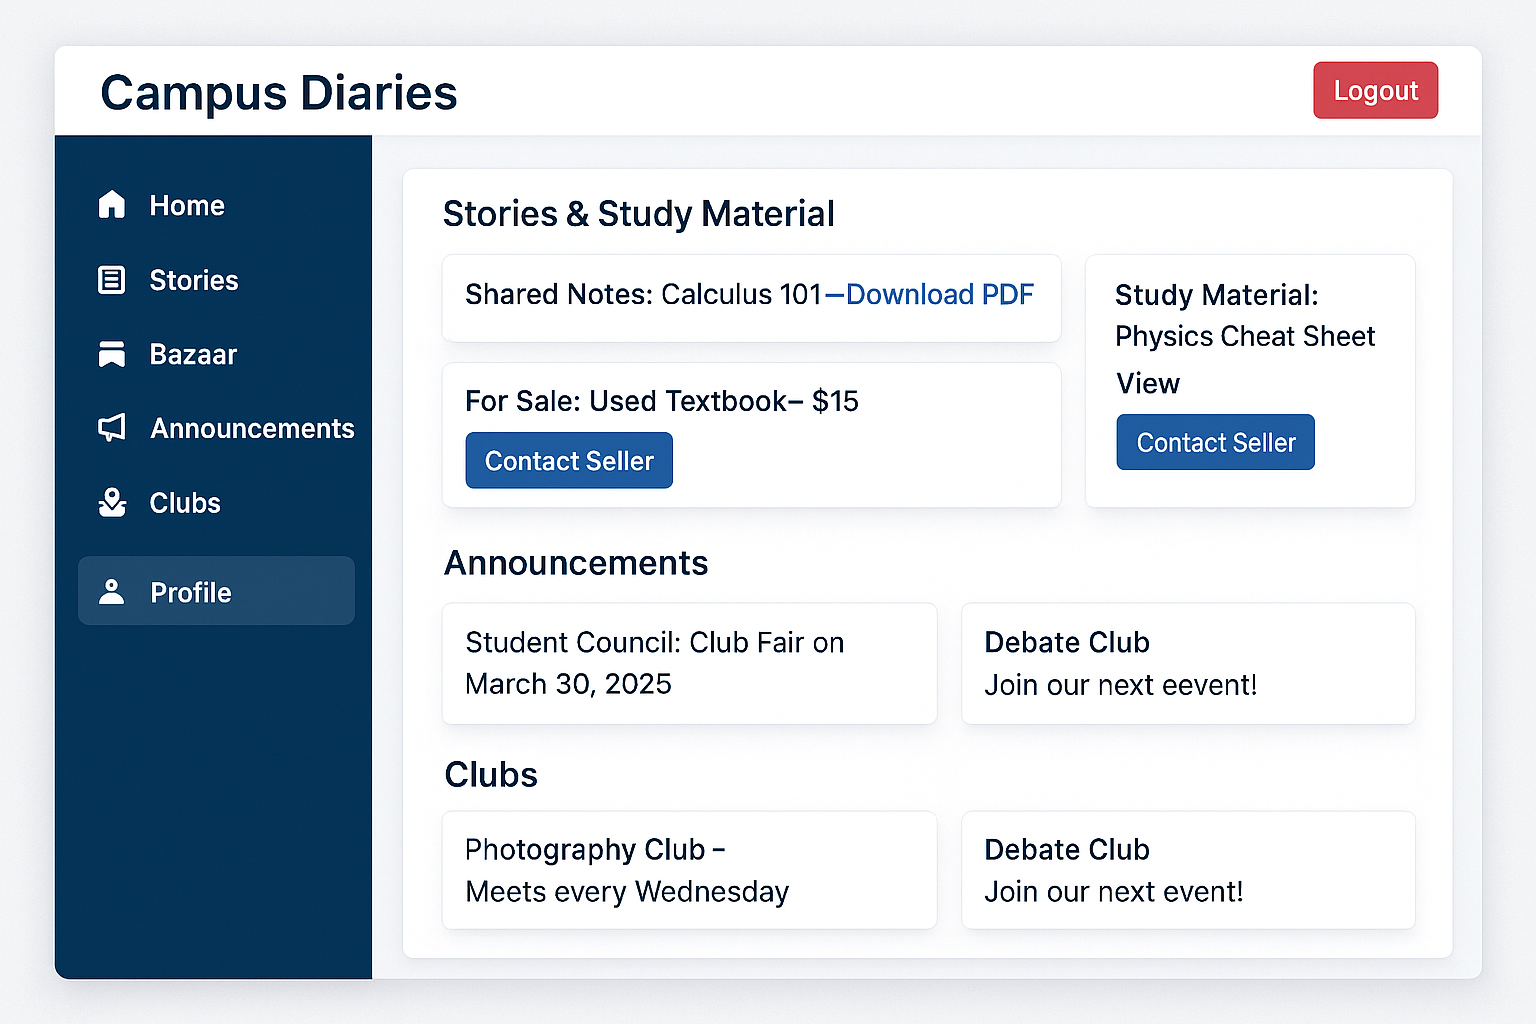 Campus Diaries
Logout
Home
Stories
Bazaar
Announcements
Clubs
Profile
Stories & Study Material
Shared Notes: Calculus 101–Download PDF
For Sale: Used Textbook– $15
Contact Seller
Study Material:
Physics Cheat Sheet
View
Contact Seller
Announcements
Student Council: Club Fair on
March 30, 2025
Debate Club
Join our next eevent!
Clubs
Photography Club –
Meets every Wednesday
Debate Club
Join our next event!